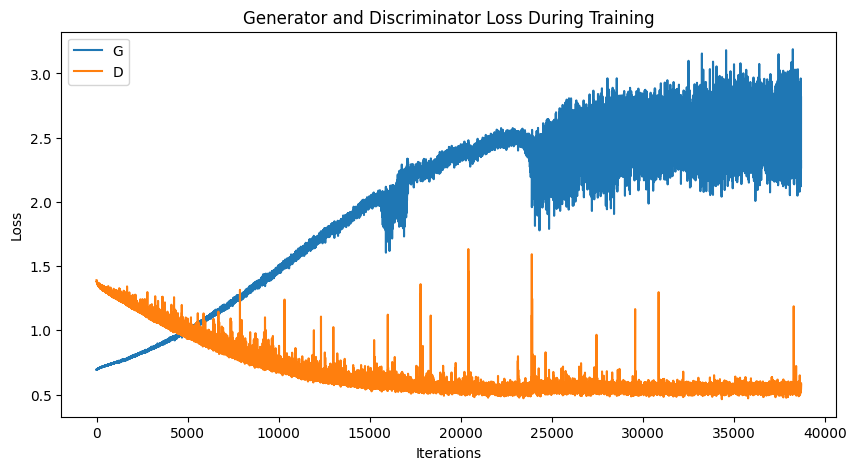 Generator and Discriminator Loss During Training
G
D
Loss
3.0
2.5
2.0
1.5
1.0
0.5
0 5000 10000 15000 20000 25000 30000 35000 40000
Iterations